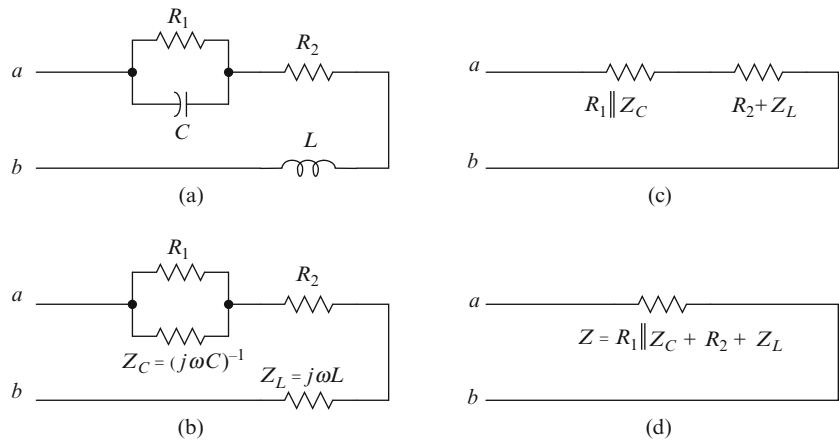 R1
a
R2
C
L
b
(a)
a
R1‖ZC
R2+ZL
b
(c)
R1
a
R2
ZC = (jωC)–1
ZL = jωL
b
(b)
a
Z = R1‖ZC + R2 + ZL
b
(d)